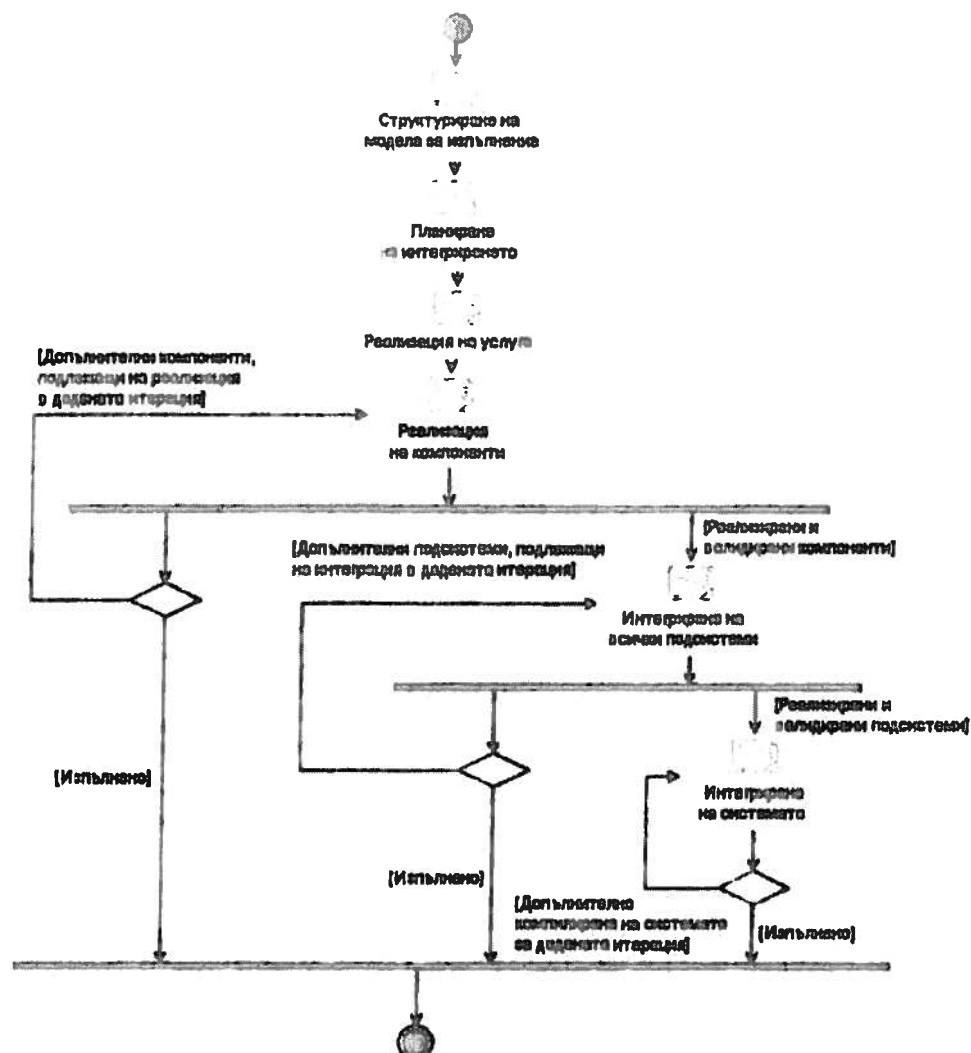 Структуриране на
модела за изпълнение
Планиране
на интегрирането
Реализация на услуга
[Допълнителни компоненти,
подлежащи на реализация
в дадената итерация]
Реализация
на компоненти
[Реализирани и
валидирани компоненти]
[Допълнителни подсистеми, подлежащи
на интеграция в дадената итерация]
Интегриране на
всички подсистеми
[Реализирани и
валидирани подсистеми]
[Изпълнено]
Интегриране
на системата
[Изпълнено]
[Допълнително
компилиране на системата
за дадената итерация]
[Изпълнено]